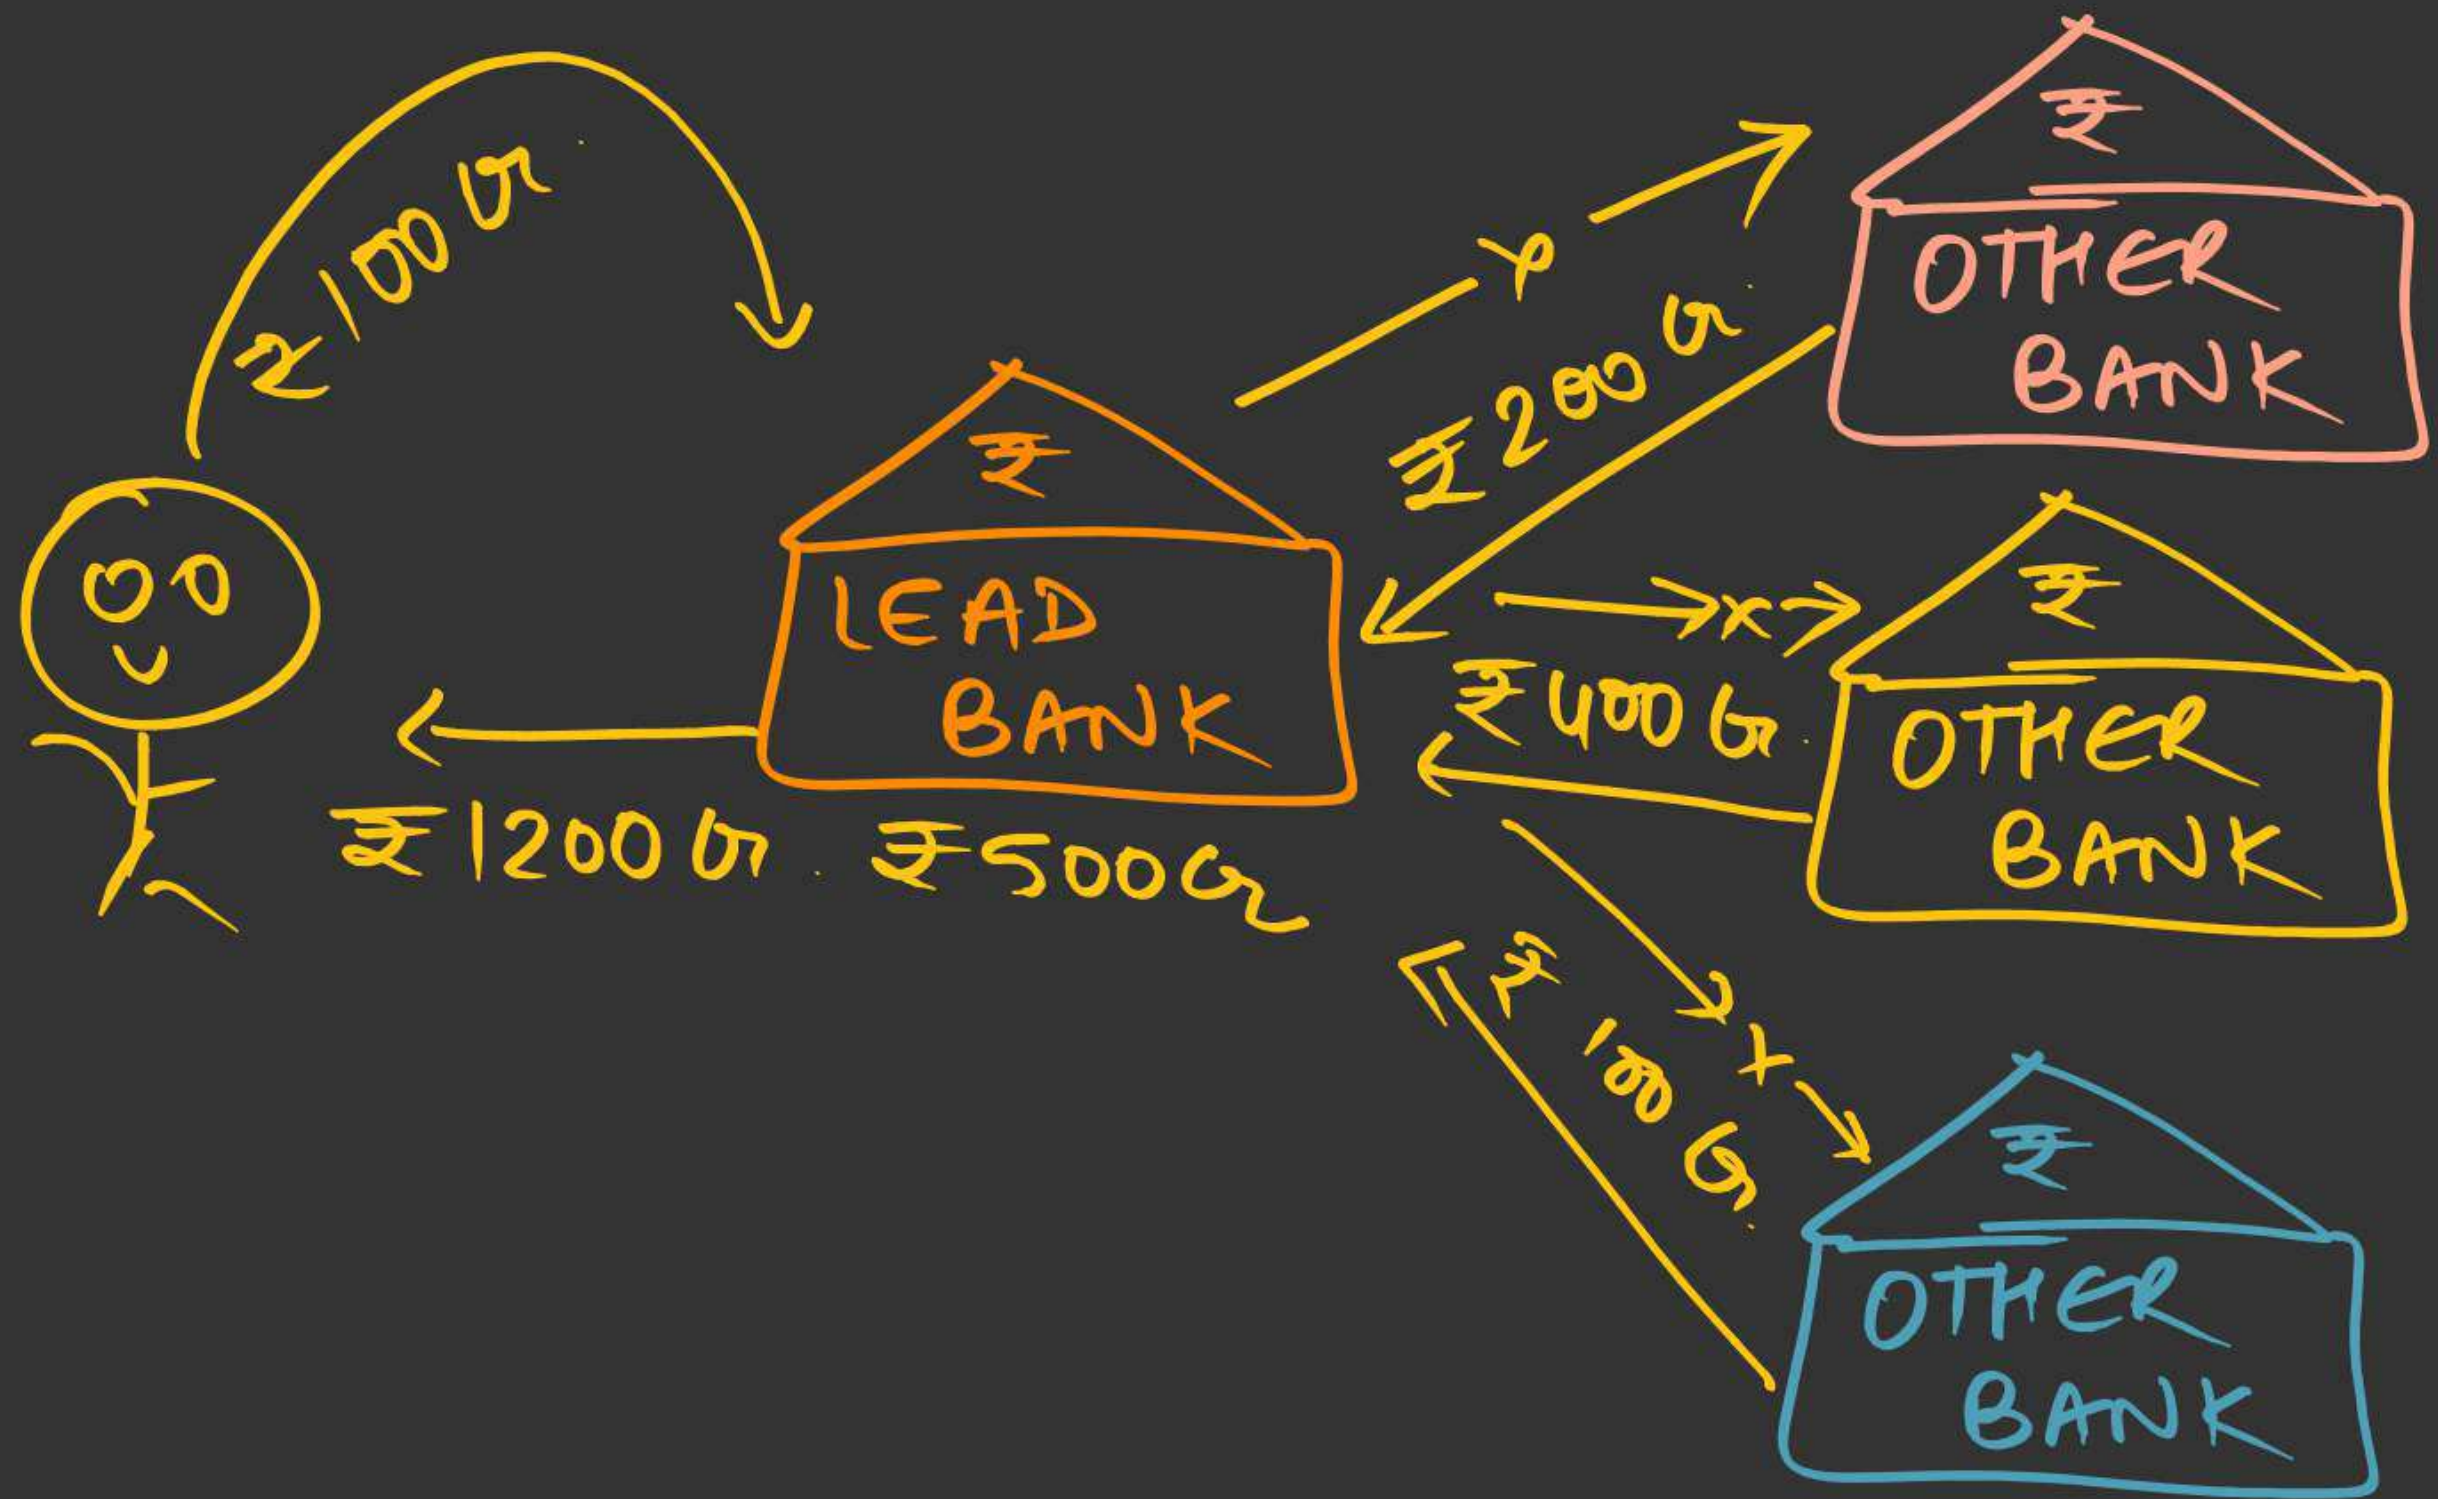 ₹ 100 Cr.
₹
LEAD
BANK
₹ 1200 Cr.
₹ 500 Cr
x
₹ 200 Cr.
₹
OTHER
BANK
x
₹ 400 Cr.
₹
OTHER
BANK
x
₹ 100 Cr.
₹
OTHER
BANK